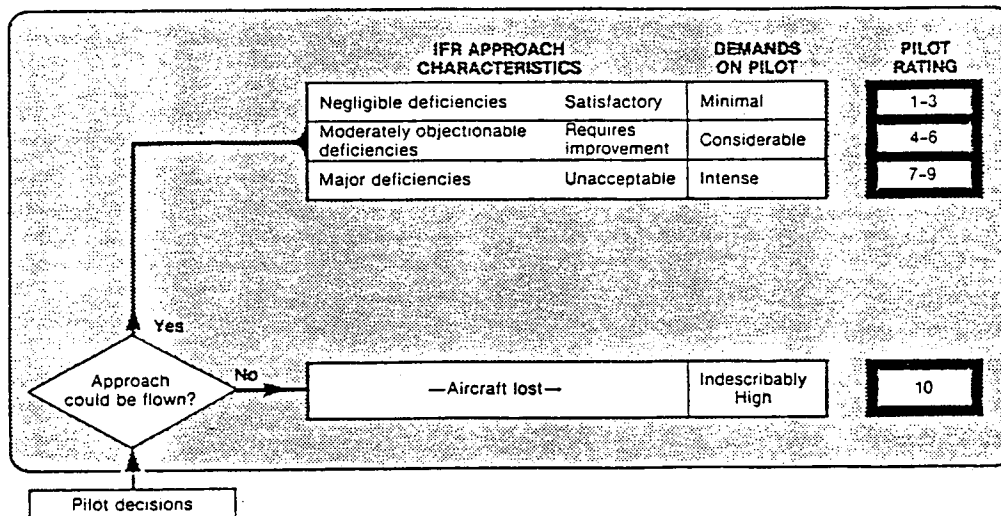 IFR APPROACH CHARACTERISTICS
DEMANDS ON PILOT
PILOT RATING
Negligible deficiencies Satisfactory Minimal 1-3
Moderately objectionable deficiencies Requires improvement Considerable 4-6
Major deficiencies Unacceptable Intense 7-9
Yes
Approach could be flown?
No
—Aircraft lost— Indescribably High 10
Pilot decisions